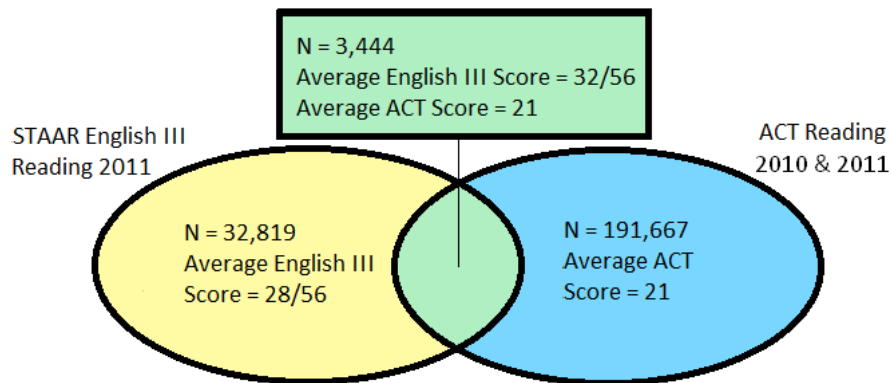 N = 3,444
Average English III Score = 32/56
Average ACT Score = 21
STAAR English III
Reading 2011
ACT Reading
2010 & 2011
N = 32,819
Average English III
Score = 28/56
N = 191,667
Average ACT
Score = 21